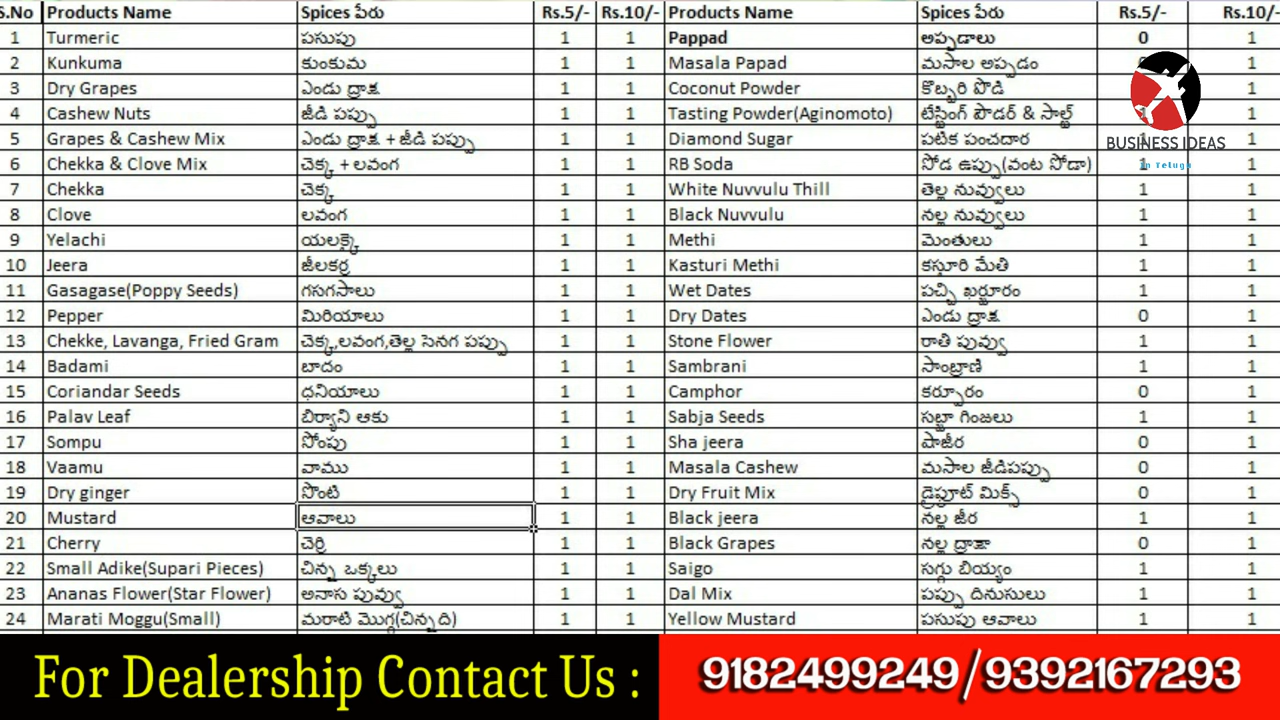 S.No Products Name Spices పేరు Rs.5/- Rs.10/- Products Name Spices పేరు Rs.5/- Rs.10/-
1 Turmeric పసుపు 1 1 Pappad అప్పడాలు 0 1
2 Kunkuma కుంకుమ 1 1 Masala Papad మసాల అప్పడం 1
3 Dry Grapes ఎండు ద్రాక్ష 1 1 Coconut Powder కొబ్బరి పొడి 1
4 Cashew Nuts జీడి పప్పు 1 1 Tasting Powder(Aginomoto) టేస్టింగ్ పౌడర్ & సాల్ట్ 1
5 Grapes & Cashew Mix ఎండు ద్రాక్ష + జీడి పప్పు 1 1 Diamond Sugar పటిక పంచదార 1
BUSINESS IDEAS
6 Chekka & Clove Mix చెక్క + లవంగ 1 1 RB Soda సోడ ఉప్పు(వంట సోడా) 1 1
In Telugu
7 Chekka చెక్క 1 1 White Nuvvulu Thill తెల్ల నువ్వులు 1 1
8 Clove లవంగ 1 1 Black Nuvvulu నల్ల నువ్వులు 1 1
9 Yelachi యలక్కై 1 1 Methi మెంతులు 1 1
10 Jeera జీలకర్ర 1 1 Kasturi Methi కస్తూరి మేతి 1 1
11 Gasagase(Poppy Seeds) గసగసాలు 1 1 Wet Dates పచ్చి ఖర్జూరం 1 1
12 Pepper మిరియాలు 1 1 Dry Dates ఎండు ద్రాక్ష 0 1
13 Chekke, Lavanga, Fried Gram చెక్క,లవంగ,తెల్ల సెనగ పప్పు 1 1 Stone Flower రాతి పువ్వు 1 1
14 Badami బాదం 1 1 Sambrani సాంబ్రాణి 1 1
15 Coriandar Seeds ధనియాలు 1 1 Camphor కర్పూరం 0 1
16 Palav Leaf బిర్యాని ఆకు 1 1 Sabja Seeds సబ్జా గింజలు 1 1
17 Sompu సోంపు 1 1 Sha jeera షాజీర 0 1
18 Vaamu వాము 1 1 Masala Cashew మసాల జీడిపప్పు 0 1
19 Dry ginger సొంటి 1 1 Dry Fruit Mix డ్రైఫ్రూట్ మిక్స్ 0 1
20 Mustard ఆవాలు 1 1 Black jeera నల్ల జీర 1 1
21 Cherry చెర్రి 1 1 Black Grapes నల్ల ద్రాక్షా 0 1
22 Small Adike(Supari Pieces) చిన్న ఒక్కలు 1 1 Saigo సగ్గు బియ్యం 1 1
23 Ananas Flower(Star Flower) అనాస పువ్వు 1 1 Dal Mix పప్పు దినుసులు 1 1
24 Marati Moggu(Small) మరాటి మొగ్గ(చిన్నది) 1 1 Yellow Mustard పసుపు ఆవాలు 1 1
For Dealership Contact Us : 9182499249/9392167293